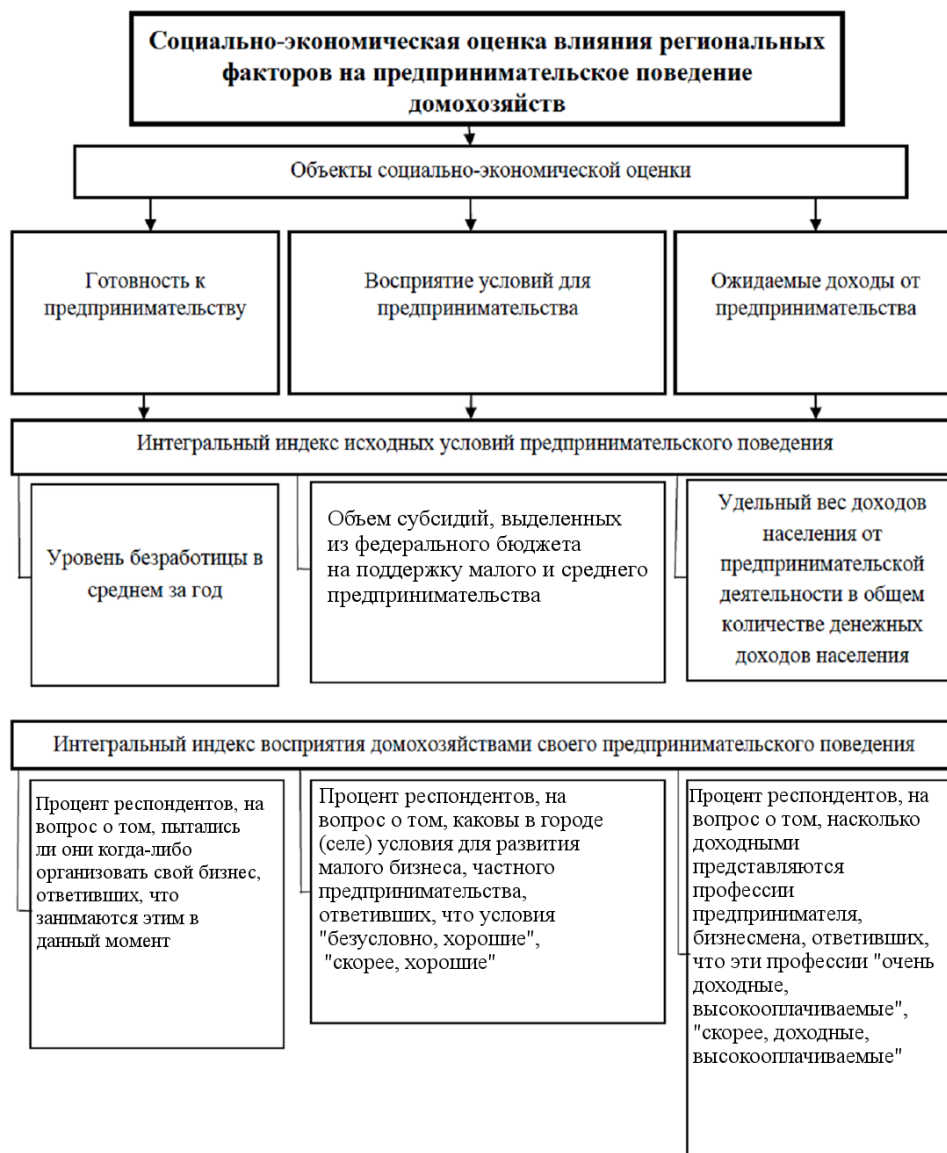 Социально-экономическая оценка влияния региональных
факторов на предпринимательское поведение
домохозяйств
Объекты социально-экономической оценки
Готовность к
предпринимательству
Восприятие условий для
предпринимательства
Ожидаемые доходы от
предпринимательства
Интегральный индекс исходных условий предпринимательского поведения
Уровень безработицы в
среднем за год
Объем субсидий, выделенных
из федерального бюджета
на поддержку малого и среднего
предпринимательства
Удельный вес доходов
населения от
предпринимательской
деятельности в общем
количестве денежных
доходов населения
Интегральный индекс восприятия домохозяйствами своего предпринимательского поведения
Процент респондентов, на
вопрос о том, пытались
ли они когда-либо
организовать свой бизнес,
ответивших, что
занимаются этим в
данный момент
Процент респондентов, на
вопрос о том, каковы в городе
(селе) условия для развития
малого бизнеса, частного
предпринимательства,
ответивших, что условия
"безусловно, хорошие",
"скорее, хорошие"
Процент респондентов, на
вопрос о том, насколько
доходными
представляются
профессии
предпринимателя,
бизнесмена, ответивших,
что эти профессии "очень
доходные,
высокооплачиваемые",
"скорее, доходные,
высокооплачиваемые"